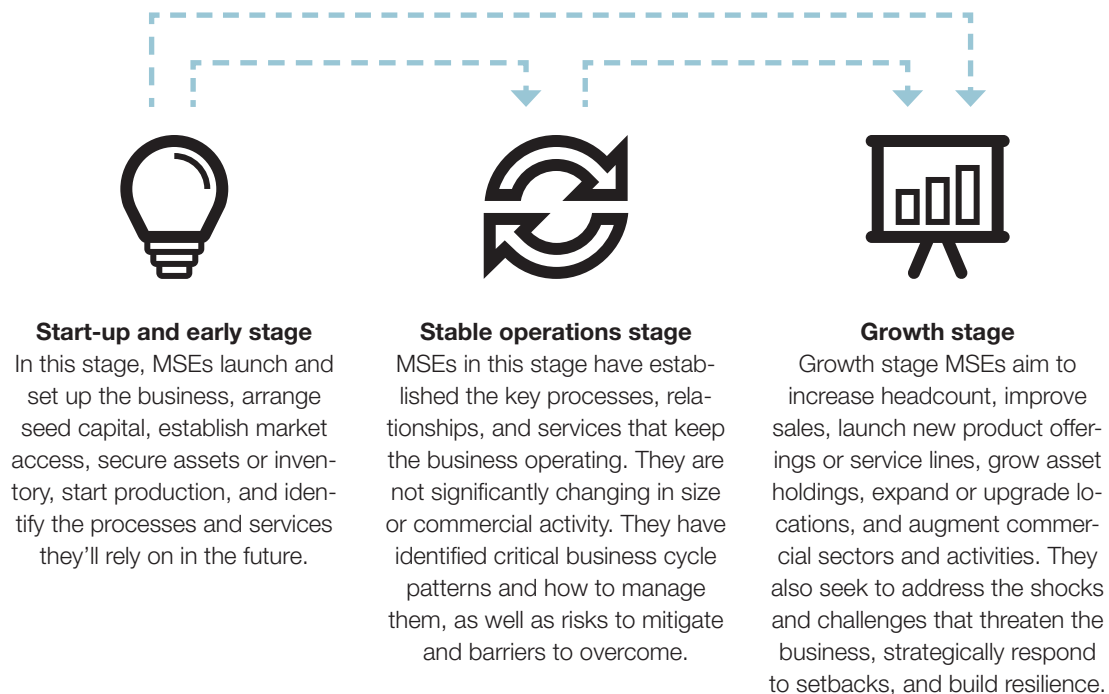 Start-up and early stage
In this stage, MSEs launch and
set up the business, arrange
seed capital, establish market
access, secure assets or inven-
tory, start production, and iden-
tify the processes and services
they’ll rely on in the future.
Stable operations stage
MSEs in this stage have estab-
lished the key processes, rela-
tionships, and services that keep
the business operating. They are
not significantly changing in size
or commercial activity. They have
identified critical business cycle
patterns and how to manage
them, as well as risks to mitigate
and barriers to overcome.
Growth stage
Growth stage MSEs aim to
increase headcount, improve
sales, launch new product offer-
ings or service lines, grow asset
holdings, expand or upgrade lo-
cations, and augment commer-
cial sectors and activities. They
also seek to address the shocks
and challenges that threaten the
business, strategically respond
to setbacks, and build resilience.